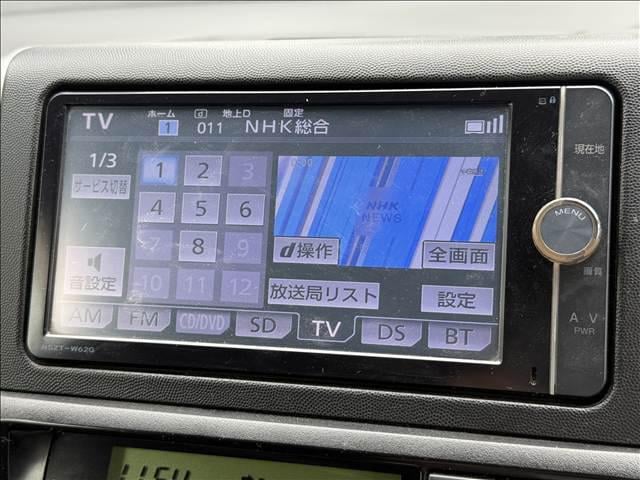 TV
ホーム d 地上D 固定
1 011 NHK総合
現在地
1/3
サービス切替
1 2 3
4 5 6
7 8 9
10 11 12
NHK
NEWS
MENU
d操作
全画面
画質
音設定
放送局リスト
設定
AM FM CD/DVD SD TV DS BT
AV
PWR
NSZT-W62G